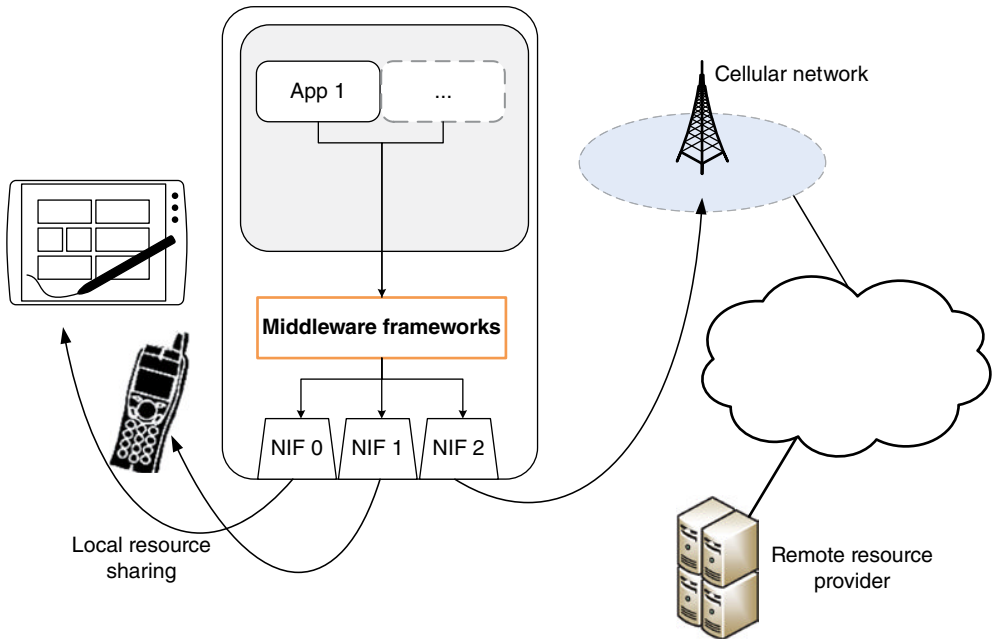 App 1
...
Cellular network
Middleware frameworks
NIF 0
NIF 1
NIF 2
Local resource
sharing
Remote resource
provider